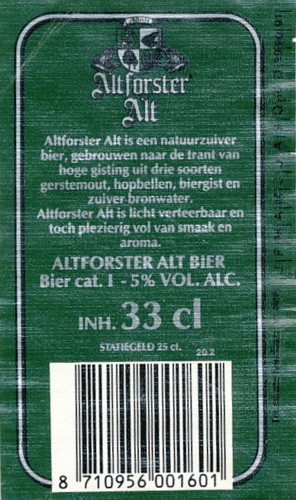 Altforster
Alt
Altforster Alt is een natuurzuiver
bier, gebrouwen naar de trant van
hoge gisting uit drie soorten
gerstemout, hopbellen, biergist en
zuiver bronwater.
Altforster Alt is licht verteerbaar en
toch plezierig vol van smaak en
aroma.
ALTFORSTER ALT BIER
Bier cat. I - 5% VOL. ALC.
INH. 33 cl
STATIEGELD 25 ct.
20.2
8 710956 001601